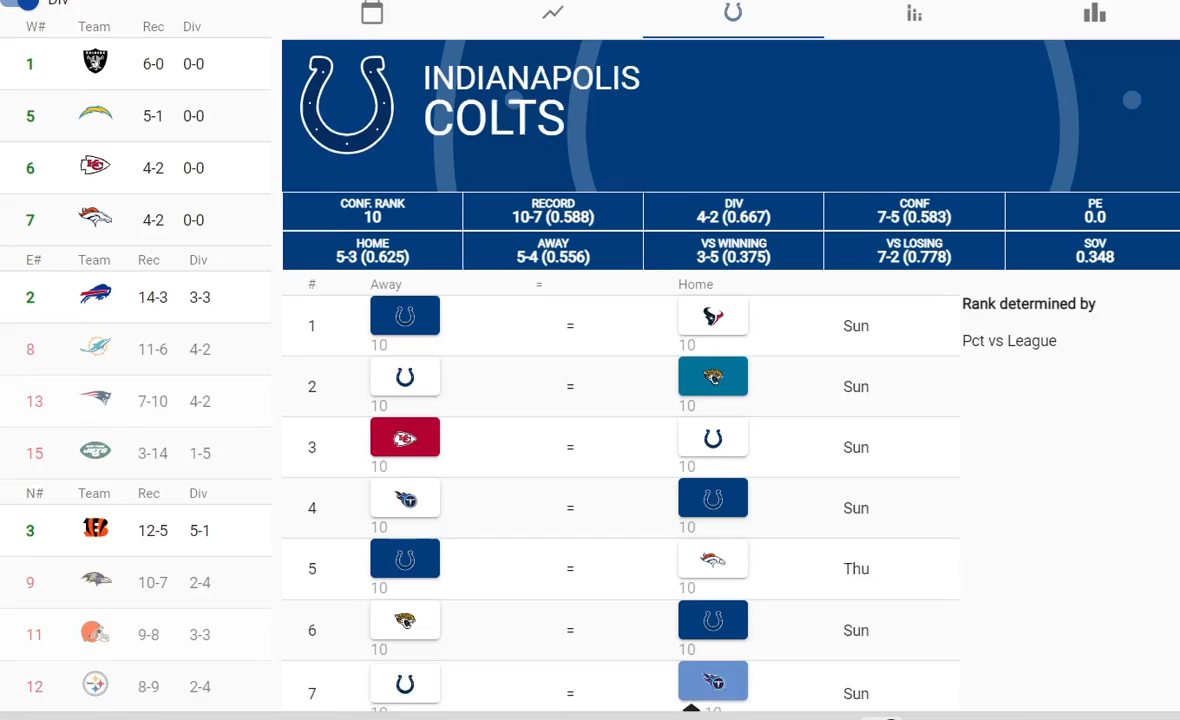 Div
W# Team Rec Div
1 RAIDERS 6-0 0-0
5 5-1 0-0
6 KC 4-2 0-0
7 4-2 0-0
E# Team Rec Div
2 14-3 3-3
8 11-6 4-2
13 7-10 4-2
15 JETS 3-14 1-5
N# Team Rec Div
3 12-5 5-1
9 10-7 2-4
11 9-8 3-3
12 8-9 2-4
INDIANAPOLIS
COLTS
CONF. RANK RECORD DIV CONF PE
10 10-7 (0.588) 4-2 (0.667) 7-5 (0.583) 0.0
HOME AWAY VS WINNING VS LOSING SOV
5-3 (0.625) 5-4 (0.556) 3-5 (0.375) 7-2 (0.778) 0.348
# Away = Home
Rank determined by
Pct vs League
1 = Sun
10 10
2 = Sun
10 10
3 KC = Sun
10 10
4 T = Sun
10 10
5 = Thu
10 10
6 = Sun
10 10
7 = T Sun
10 10